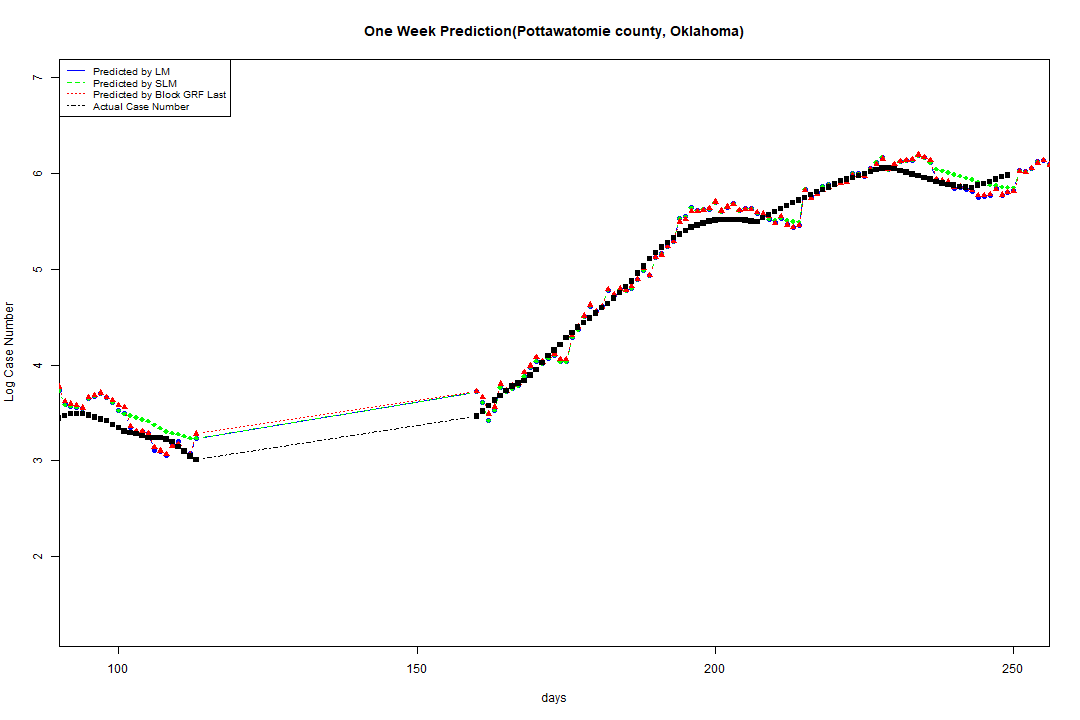 One Week Prediction(Pottawatomie county, Oklahoma)
Predicted by LM
Predicted by SLM
Predicted by Block GRF Last
Actual Case Number
7
6
5
4
3
2
Log Case Number
100
150
200
250
days